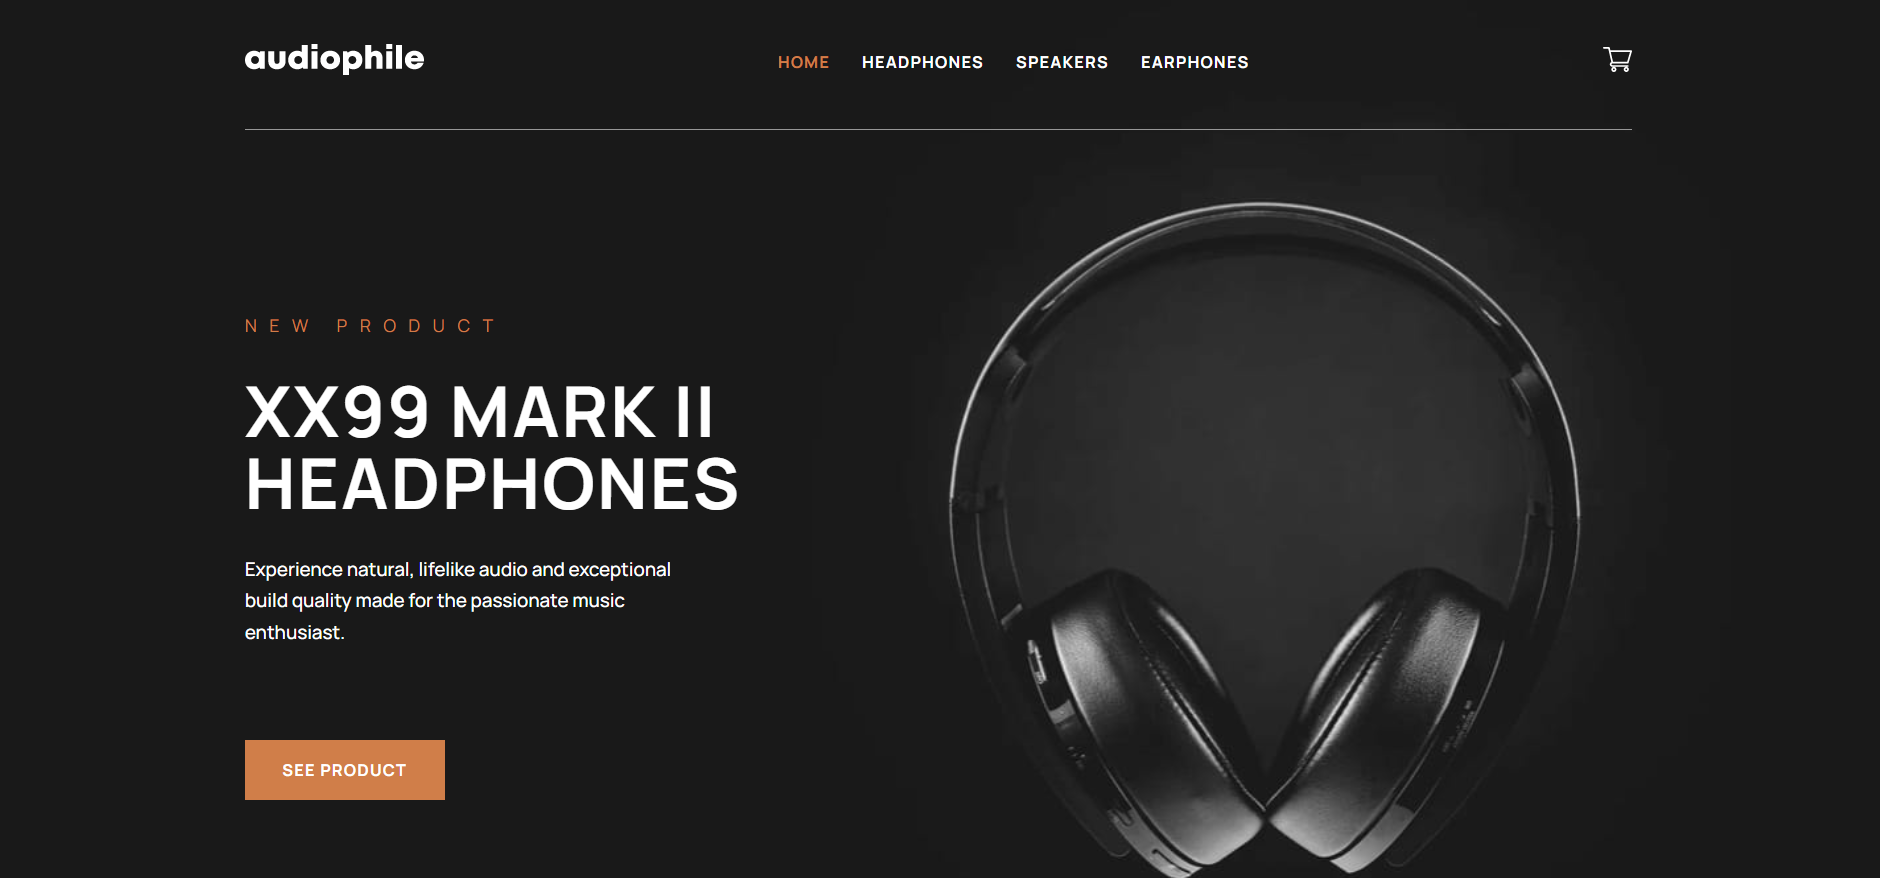 audiophile
HOME HEADPHONES SPEAKERS EARPHONES
NEW PRODUCT
XX99 MARK II
HEADPHONES
Experience natural, lifelike audio and exceptional
build quality made for the passionate music
enthusiast.
SEE PRODUCT